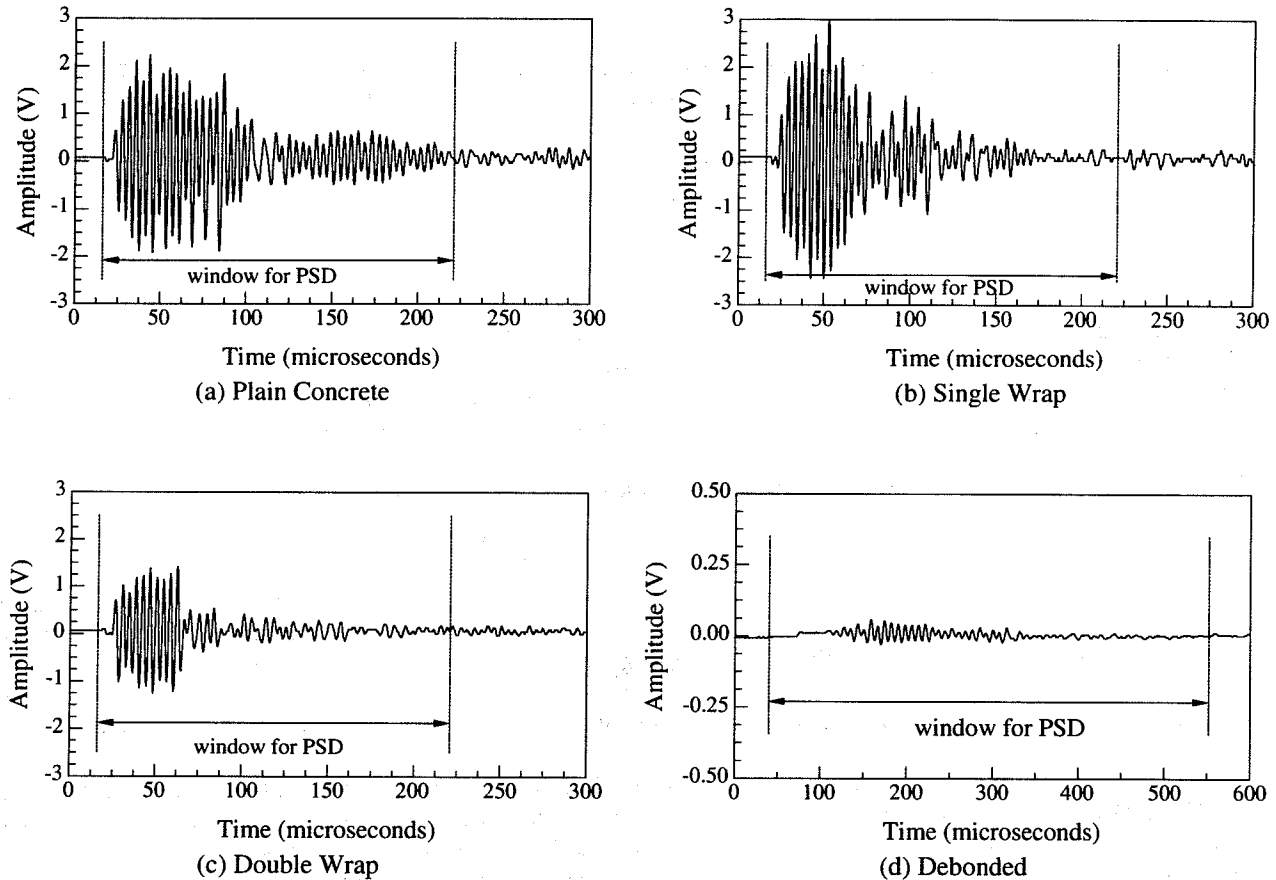 3
2
1
0
-1
-2
-3
Amplitude (V)
window for PSD
0 50 100 150 200 250 300
Time (microseconds)
(a) Plain Concrete
3
2
1
0
-1
-2
-3
Amplitude (V)
window for PSD
0 50 100 150 200 250 300
Time (microseconds)
(b) Single Wrap
3
2
1
0
-1
-2
-3
Amplitude (V)
window for PSD
0 50 100 150 200 250 300
Time (microseconds)
(c) Double Wrap
0.50
0.25
0.00
-0.25
-0.50
Amplitude (V)
window for PSD
0 100 200 300 400 500 600
Time (microseconds)
(d) Debonded